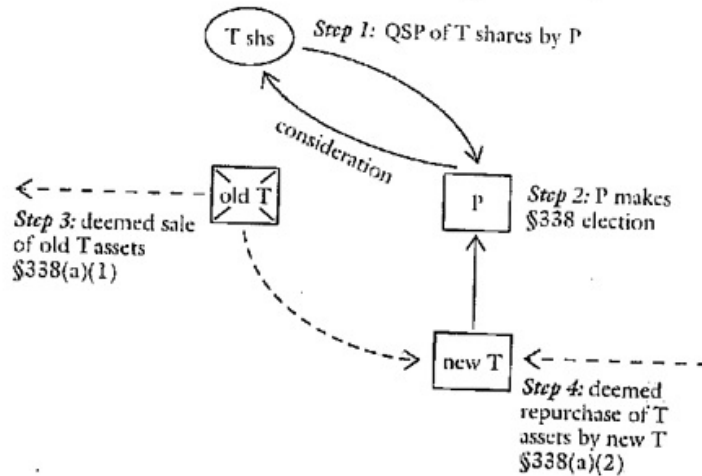 T shs
Step 1: QSP of T shares by P
consideration
old T
P
Step 2: P makes
§338 election
Step 3: deemed sale
of old T assets
§338(a)(1)
new T
Step 4: deemed
repurchase of T
assets by new T
§338(a)(2)